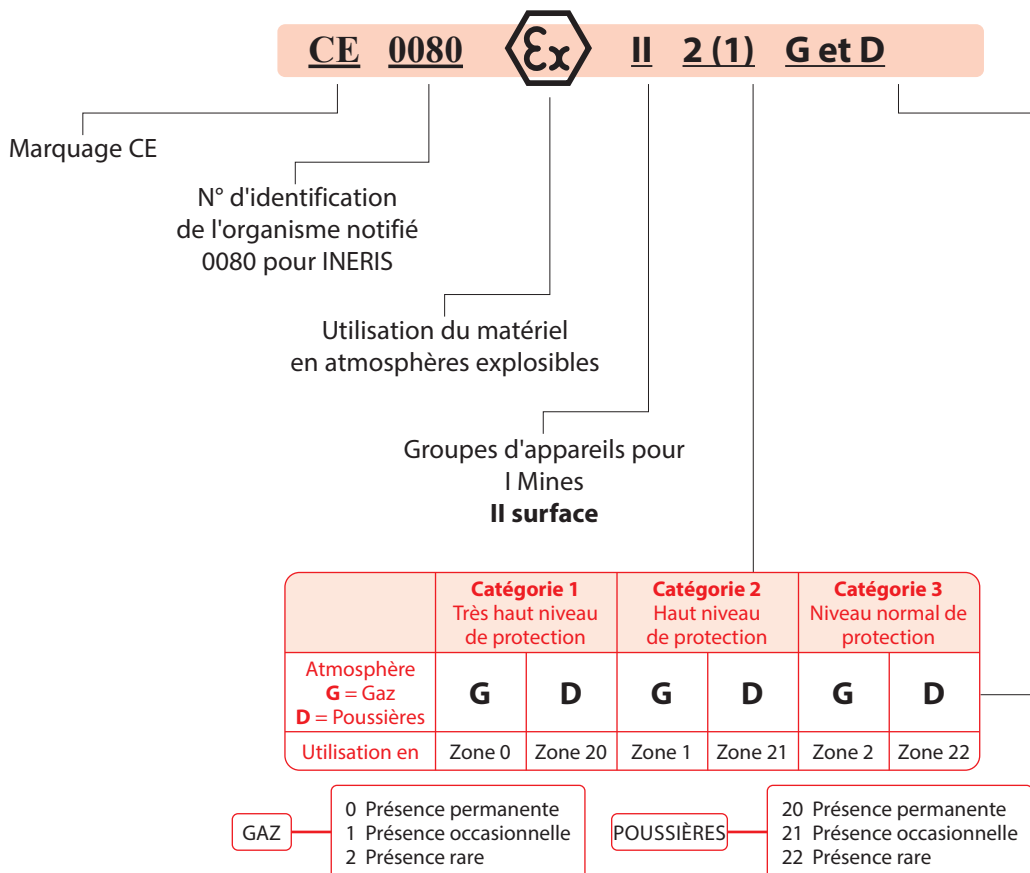 CE 0080 Ex II 2 (1) G et D
Marquage CE
N° d'identification
de l'organisme notifié
0080 pour INERIS
Utilisation du matériel
en atmosphères explosibles
Groupes d'appareils pour
I Mines
II surface
Catégorie 1 Catégorie 2 Catégorie 3
Très haut niveau Haut niveau Niveau normal de
de protection de protection protection
Atmosphère
G = Gaz
D = Poussières
G D G D G D
Utilisation en Zone 0 Zone 20 Zone 1 Zone 21 Zone 2 Zone 22
GAZ
0 Présence permanente
1 Présence occasionnelle
2 Présence rare
POUSSIÈRES
20 Présence permanente
21 Présence occasionnelle
22 Présence rare